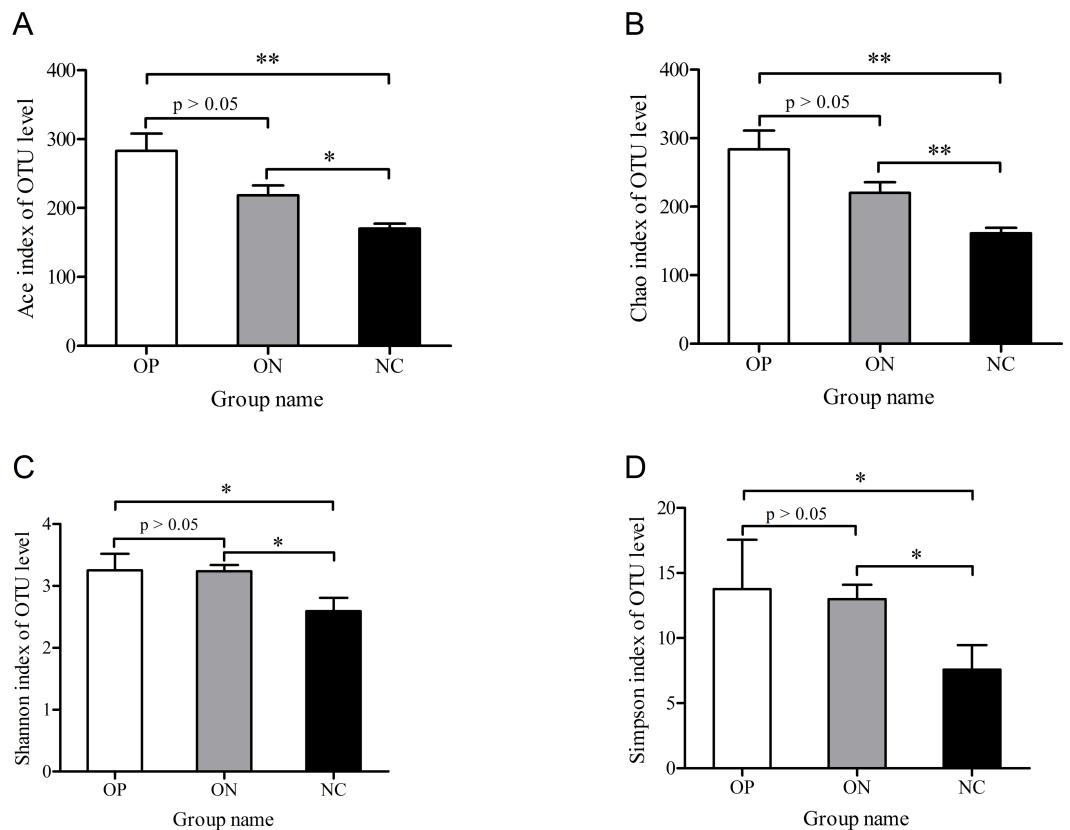 A
**
p > 0.05
*
400
300
200
100
0
Ace index of OTU level
OP ON NC
Group name
B
**
p > 0.05
**
400
300
200
100
0
Chao index of OTU level
OP ON NC
Group name
C
*
p > 0.05
*
4
3
2
1
0
Shannon index of OTU level
OP ON NC
Group name
D
*
p > 0.05
*
20
15
10
5
0
Simpson index of OTU level
OP ON NC
Group name